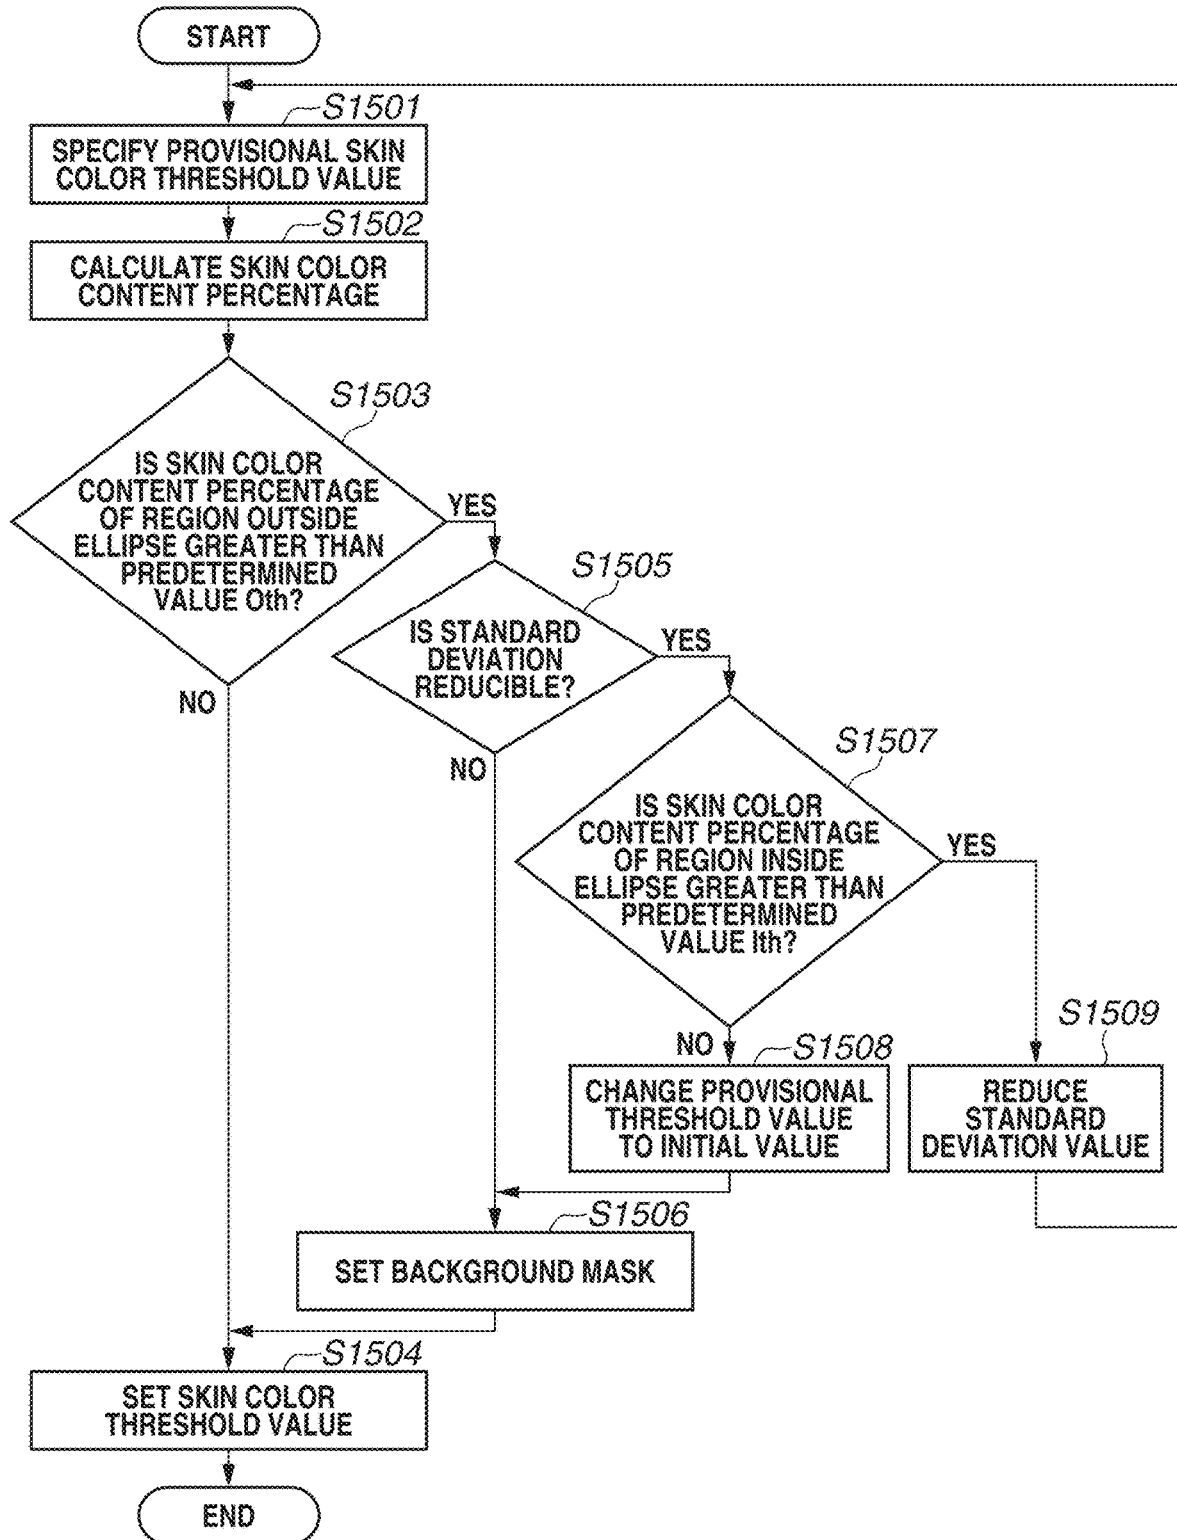 START
S1501
SPECIFY PROVISIONAL SKIN
COLOR THRESHOLD VALUE
S1502
CALCULATE SKIN COLOR
CONTENT PERCENTAGE
S1503
IS SKIN COLOR
CONTENT PERCENTAGE
OF REGION OUTSIDE
ELLIPSE GREATER THAN
PREDETERMINED
VALUE Oth?
YES
NO
S1505
IS STANDARD
DEVIATION
REDUCIBLE?
YES
NO
S1507
IS SKIN COLOR
CONTENT PERCENTAGE
OF REGION INSIDE
ELLIPSE GREATER THAN
PREDETERMINED
VALUE Ith?
YES
NO
S1508
CHANGE PROVISIONAL
THRESHOLD VALUE
TO INITIAL VALUE
S1509
REDUCE
STANDARD
DEVIATION VALUE
S1506
SET BACKGROUND MASK
S1504
SET SKIN COLOR
THRESHOLD VALUE
END